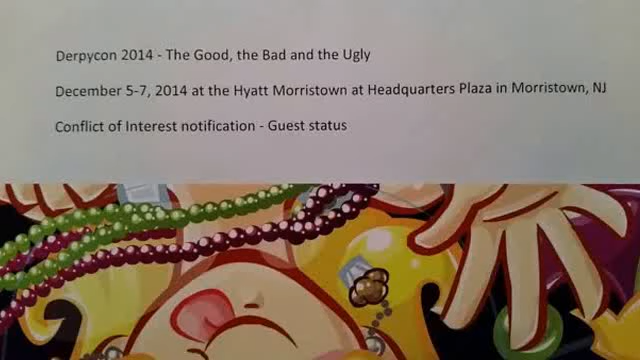 Derpycon 2014 - The Good, the Bad and the Ugly
December 5-7, 2014 at the Hyatt Morristown at Headquarters Plaza in Morristown, NJ
Conflict of Interest notification - Guest status